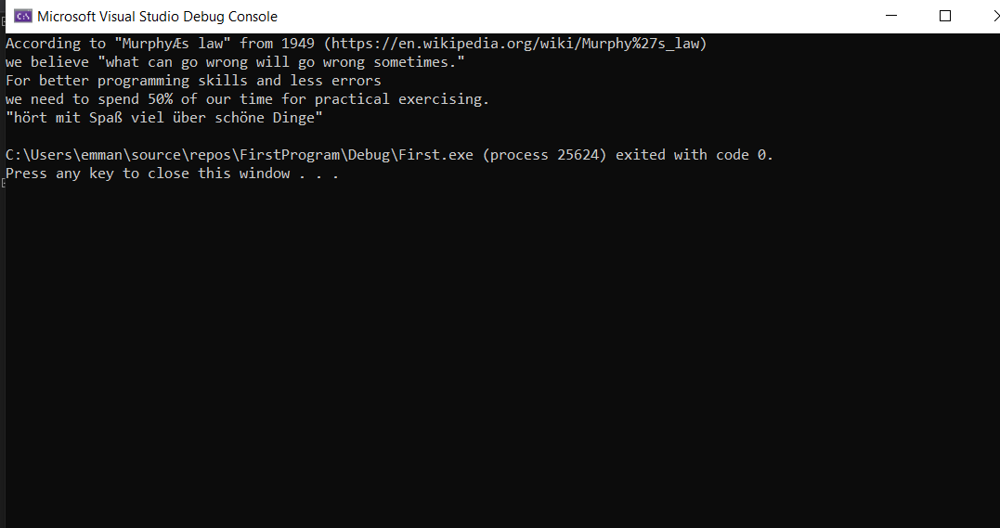 Microsoft Visual Studio Debug Console
According to "MurphyÆs law" from 1949 (https://en.wikipedia.org/wiki/Murphy%27s_law)
we believe "what can go wrong will go wrong sometimes."
For better programming skills and less errors
we need to spend 50% of our time for practical exercising.
"hört mit Spaß viel über schöne Dinge"
C:\Users\emman\source\repos\FirstProgram\Debug\First.exe (process 25624) exited with code 0.
Press any key to close this window . . .